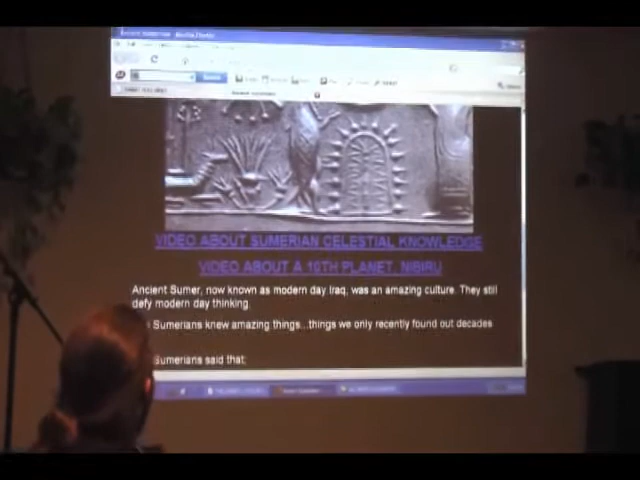 VIDEO ABOUT SUMERIAN CELESTIAL KNOWLEDGE
VIDEO ABOUT A 10TH PLANET, NIBIRU
Ancient Sumer, now known as modern day Iraq, was an amazing culture. They still
defy modern day thinking.
Sumerians knew amazing things...things we only recently found out decades
Sumerians said that;